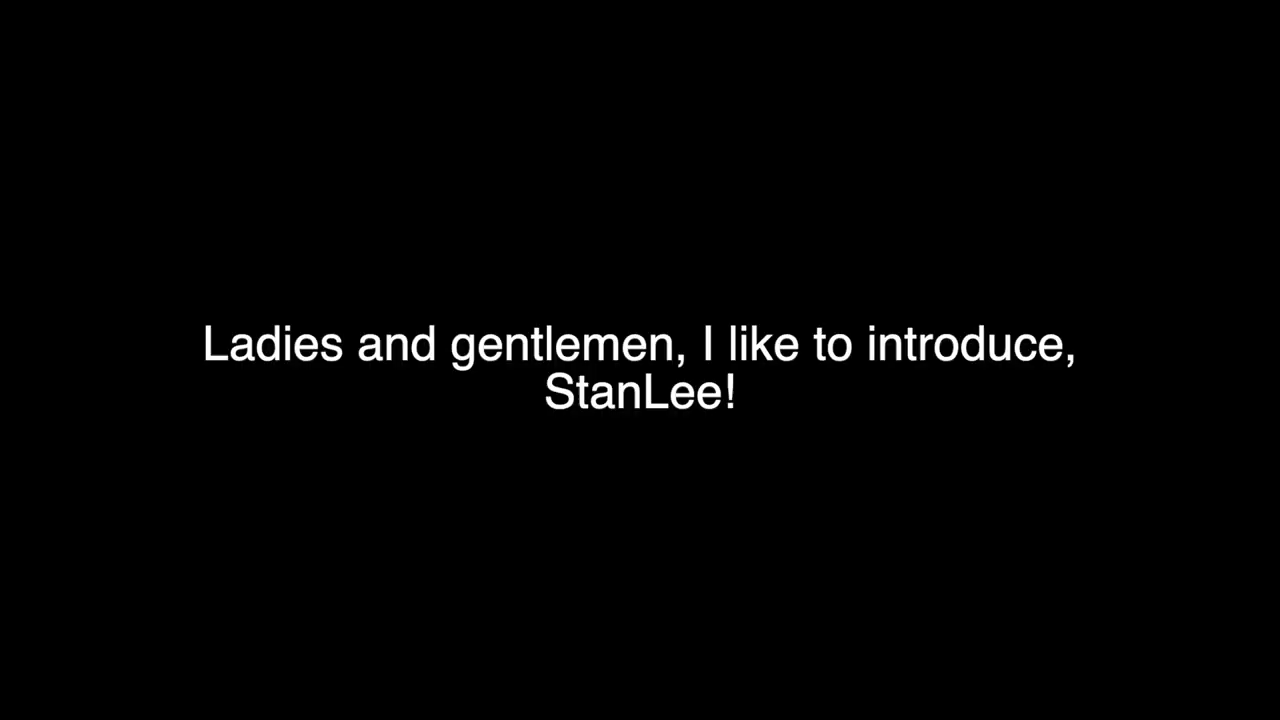 Ladies and gentlemen, I like to introduce,
StanLee!